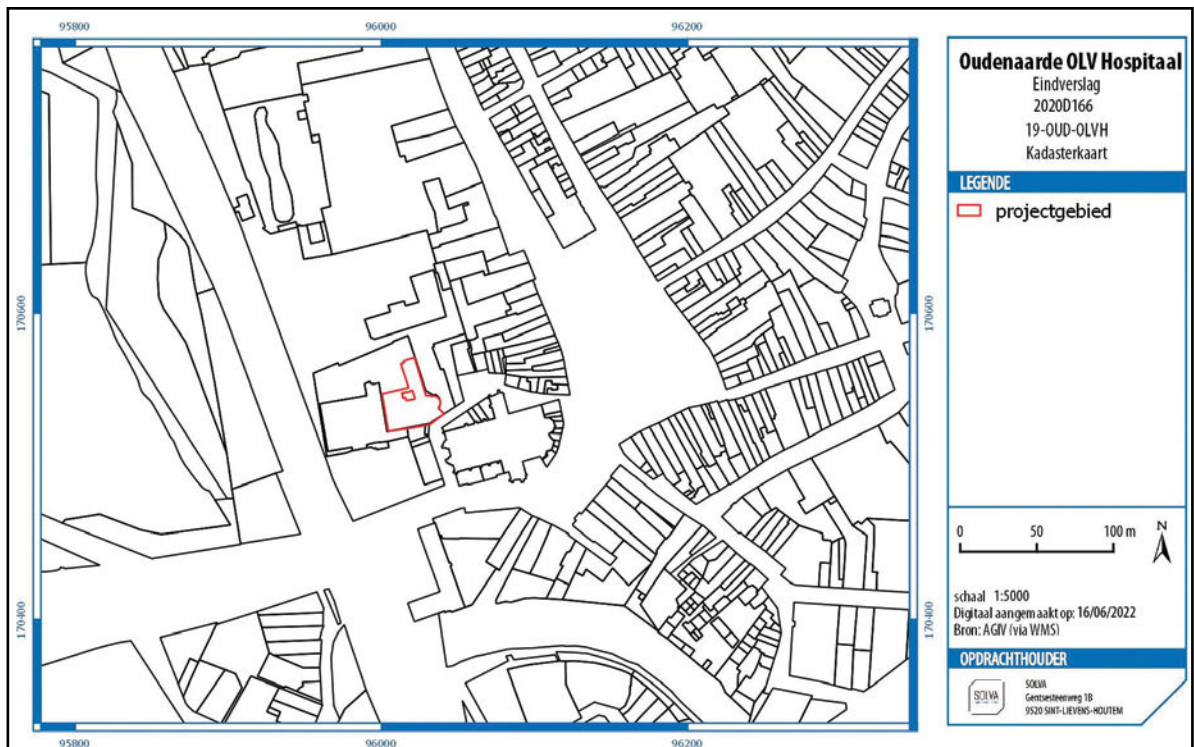 95800 96000 96200
170600 170600
170400 170400
95800 96000 96200
Oudenaarde OLV Hospitaal
Eindverslag
2020D166
19-OUD-OLVH
Kadasterkaart
LEGENDE
projectgebied
0 50 100 m N
schaal 1:5000
Digitaal aangemaakt op: 16/06/2022
Bron: AGIV (via WMS)
OPDRACHTHOUDER
SOLVA
SOLVA
Gentsesteenweg 1B
9520 SINT-LIEVENS-HOUTEM